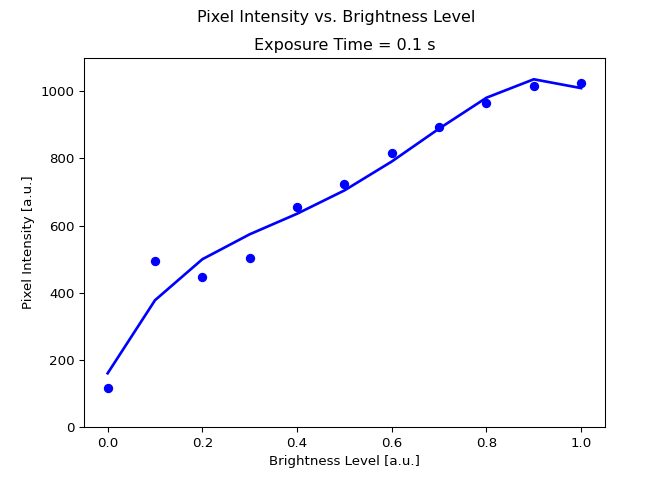 Pixel Intensity vs. Brightness Level
Exposure Time = 0.1 s
1000
800
600
400
200
0
Pixel Intensity [a.u.]
0.0 0.2 0.4 0.6 0.8 1.0
Brightness Level [a.u.]